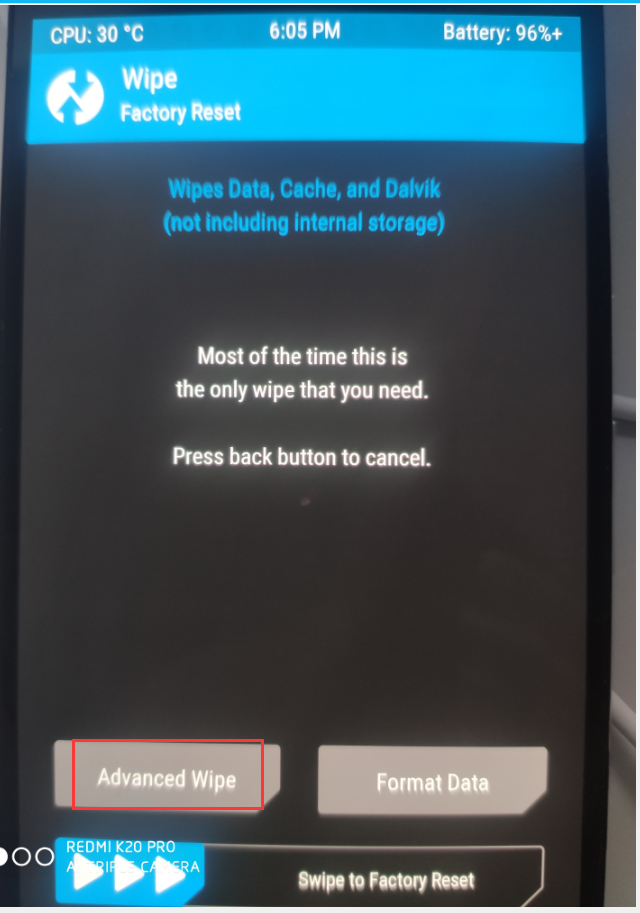 CPU: 30 °C 6:05 PM Battery: 96%+
Wipe
Factory Reset
Wipes Data, Cache, and Dalvik
(not including internal storage)
Most of the time this is
the only wipe that you need.
Press back button to cancel.
Advanced Wipe Format Data
REDMI K20 PRO
AI TRIPLE CAMERA
Swipe to Factory Reset